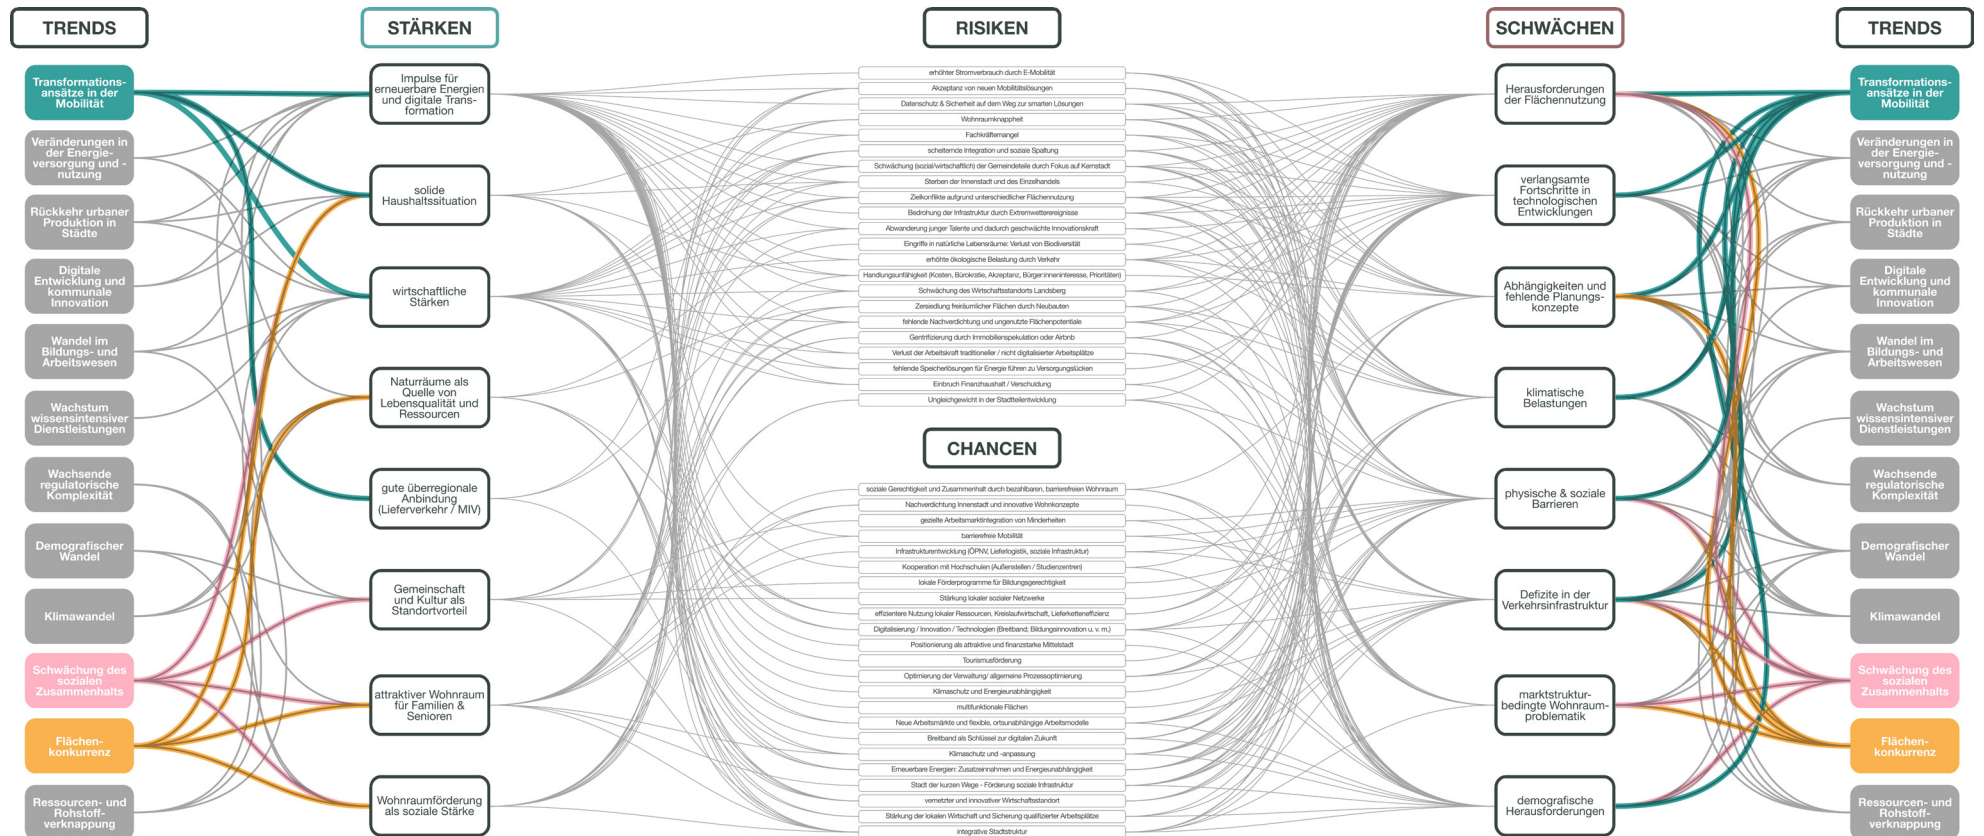 TRENDS
STÄRKEN
RISIKEN
SCHWÄCHEN
TRENDS
Transformations-
ansätze in der
Mobilität
Veränderungen in
der Energie-
versorgung und -
nutzung
Rückkehr urbaner
Produktion in
Städte
Digitale
Entwicklung und
kommunale
Innovation
Wandel im
Bildungs- und
Arbeitswesen
Wachstum
wissensintensiver
Dienstleistungen
Wachsende
regulatorische
Komplexität
Demografischer
Wandel
Klimawandel
Schwächung des
sozialen
Zusammenhalts
Flächen-
konkurrenz
Ressourcen- und
Rohstoff-
verknappung
Impulse für
erneuerbare Energien
und digitale Trans-
formation
solide
Haushaltssituation
wirtschaftliche
Stärken
Naturräume als
Quelle von
Lebensqualität und
Ressourcen
gute überregionale
Anbindung
(Lieferverkehr / MIV)
Gemeinschaft
und Kultur als
Standortvorteil
attraktiver Wohnraum
für Familien &
Senioren
Wohnraumförderung
als soziale Stärke
erhöhter Stromverbrauch durch E-Mobilität
Akzeptanz von neuen Mobilitätslösungen
Datenschutz & Sicherheit auf dem Weg zur smarten Lösungen
Wohnraumknappheit
Fachkräftemangel
scheiternde Integration und soziale Spaltung
Schwächung (sozial/wirtschaftlich) der Gemeindeteile durch Fokus auf Kernstadt
Sterben der Innenstadt und des Einzelhandels
Zielkonflikte aufgrund unterschiedlicher Flächennutzung
Bedrohung der Infrastruktur durch Extremwetterereignisse
Abwanderung junger Talente und dadurch geschwächte Innovationskraft
Eingriffe in natürliche Lebensräume: Verlust von Biodiversität
erhöhte ökologische Belastung durch Verkehr
Handlungsunfähigkeit (Kosten, Bürokratie, Akzeptanz, Bürger:inneninteresse, Prioritäten)
Schwächung des Wirtschaftsstandorts Landsberg
Zersiedlung freiräumlicher Flächen durch Neubauten
fehlende Nachverdichtung und ungenutzte Flächenpotentiale
Gentrifizierung durch Immobilienspekulation oder Airbnb
Verlust der Arbeitskraft traditioneller / nicht digitalisierter Arbeitsplätze
fehlende Speicherlösungen für Energie führen zu Versorgungslücken
Einbruch Finanzhaushalt / Verschuldung
Ungleichgewicht in der Stadtteilentwicklung
CHANCEN
soziale Gerechtigkeit und Zusammenhalt durch bezahlbaren, barrierefreien Wohnraum
Nachverdichtung Innenstadt und innovative Wohnkonzepte
gezielte Arbeitsmarktintegration von Minderheiten
barrierefreie Mobilität
Infrastrukturentwicklung (ÖPNV, Lieferlogistik, soziale Infrastruktur)
Kooperation mit Hochschulen (Außenstellen / Studienzentren)
lokale Förderprogramme für Bildungsgerechtigkeit
Stärkung lokaler sozialer Netzwerke
effizientere Nutzung lokaler Ressourcen, Kreislaufwirtschaft, Lieferketteneffizienz
Digitalisierung / Innovation / Technologien (Breitband; Bildungsinnovation u. v. m.)
Positionierung als attraktive und finanzstarke Mittelstadt
Tourismusförderung
Optimierung der Verwaltung/ allgemeine Prozessoptimierung
Klimaschutz und Energieunabhängigkeit
multifunktionale Flächen
Neue Arbeitsmärkte und flexible, ortsunabhängige Arbeitsmodelle
Breitband als Schlüssel zur digitalen Zukunft
Klimaschutz und -anpassung
Erneuerbare Energien: Zusatzeinnahmen und Energieunabhängigkeit
Stadt der kurzen Wege - Förderung soziale Infrastruktur
vernetzter und innovativer Wirtschaftsstandort
Stärkung der lokalen Wirtschaft und Sicherung qualifizierter Arbeitsplätze
integrative Stadtstruktur
Herausforderungen
der Flächennutzung
verlangsamte
Fortschritte in
technologischen
Entwicklungen
Abhängigkeiten und
fehlende Planungs-
konzepte
klimatische
Belastungen
physische & soziale
Barrieren
Defizite in der
Verkehrsinfrastruktur
marktstruktur-
bedingte Wohnraum-
problematik
demografische
Herausforderungen
Transformations-
ansätze in der
Mobilität
Veränderungen in
der Energie-
versorgung und -
nutzung
Rückkehr urbaner
Produktion in
Städte
Digitale
Entwicklung und
kommunale
Innovation
Wandel im
Bildungs- und
Arbeitswesen
Wachstum
wissensintensiver
Dienstleistungen
Wachsende
regulatorische
Komplexität
Demografischer
Wandel
Klimawandel
Schwächung des
sozialen
Zusammenhalts
Flächen-
konkurrenz
Ressourcen- und
Rohstoff-
verknappung